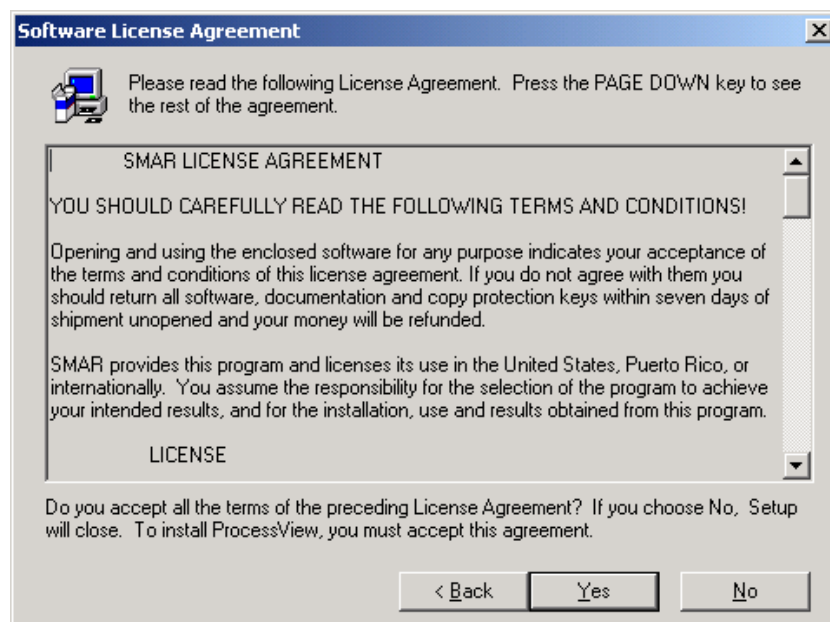 Software License Agreement
Please read the following License Agreement.  Press the PAGE DOWN key to see
the rest of the agreement.
SMAR LICENSE AGREEMENT
YOU SHOULD CAREFULLY READ THE FOLLOWING TERMS AND CONDITIONS!
Opening and using the enclosed software for any purpose indicates your acceptance of
the terms and conditions of this license agreement. If you do not agree with them you
should return all software, documentation and copy protection keys within seven days of
shipment unopened and your money will be refunded.
SMAR provides this program and licenses its use in the United States, Puerto Rico, or
internationally.  You assume the responsibility for the selection of the program to achieve
your intended results, and for the installation, use and results obtained from this program.
LICENSE
Do you accept all the terms of the preceding License Agreement?  If you choose No,  Setup
will close.  To install ProcessView, you must accept this agreement.
< Back
Yes
No